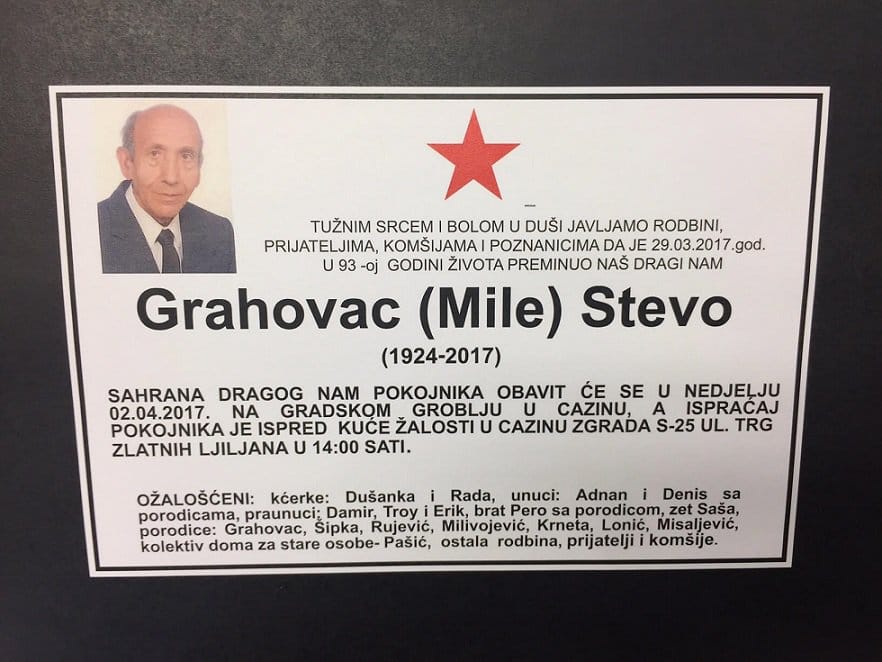 TUŽNIM SRCEM I BOLOM U DUŠI JAVLJAMO RODBINI,
PRIJATELJIMA, KOMŠIJAMA I POZNANICIMA DA JE 29.03.2017.god.
U 93 -oj GODINI ŽIVOTA PREMINUO NAŠ DRAGI NAM
Grahovac (Mile) Stevo
(1924-2017)
SAHRANA DRAGOG NAM POKOJNIKA OBAVIT ĆE SE U NEDJELJU
02.04.2017. NA GRADSKOM GROBLJU U CAZINU, A ISPRAĆAJ
POKOJNIKA JE ISPRED KUĆE ŽALOSTI U CAZINU ZGRADA S-25 UL. TRG
ZLATNIH LJILJANA U 14:00 SATI.
OŽALOŠĆENI: kćerke: Dušanka i Rada, unuci: Adnan i Denis sa
porodicama, praunuci; Damir, Troy i Erik, brat Pero sa porodicom, zet Saša,
porodice: Grahovac, Šipka, Rujević, Milivojević, Krneta, Lonić, Misaljević,
kolektiv doma za stare osobe- Pašić, ostala rodbina, prijatelji i komšije.